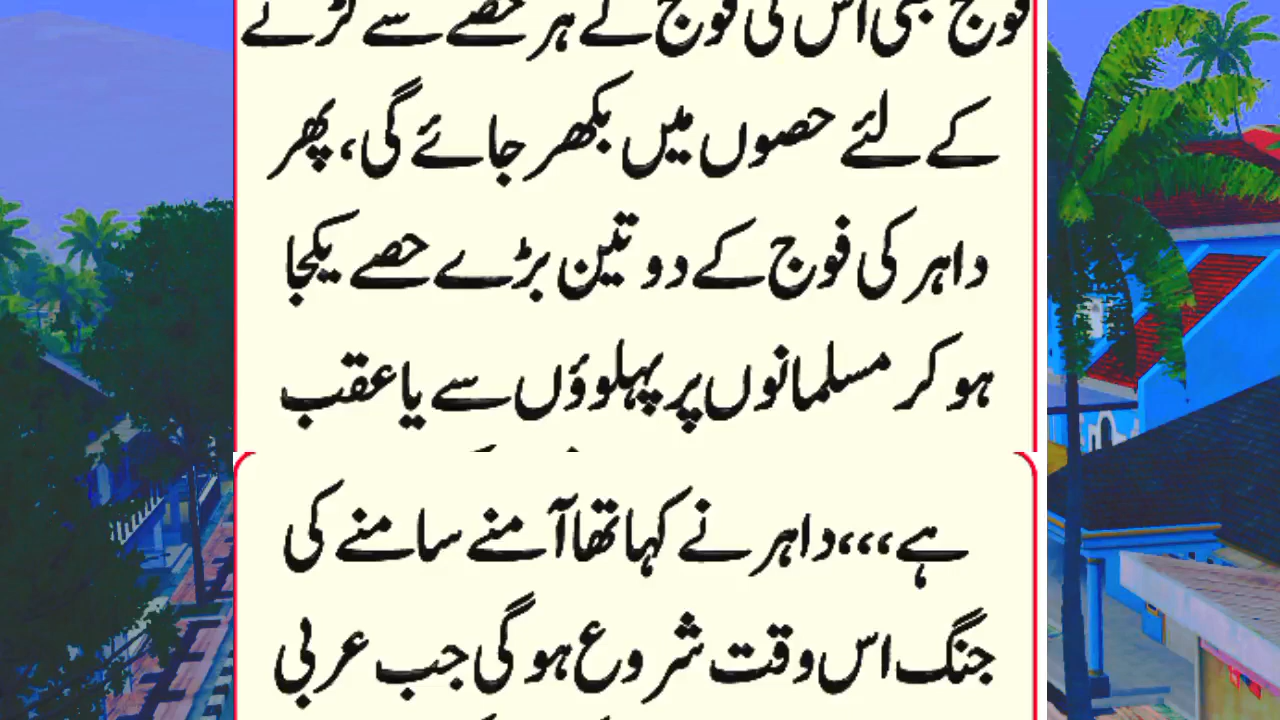 فوج بھی اس کی فوج کے ہر حصے سے لڑنے
کے لئے حصوں میں بکھر جائے گی، پھر
داہر کی فوج کے دو تین بڑے حصے یکجا
ہو کر مسلمانوں پر پہلوؤں سے یا عقب
ہے،،،داہر نے کہا تھا آمنے سامنے کی
جنگ اس وقت شروع ہو گی جب عربی